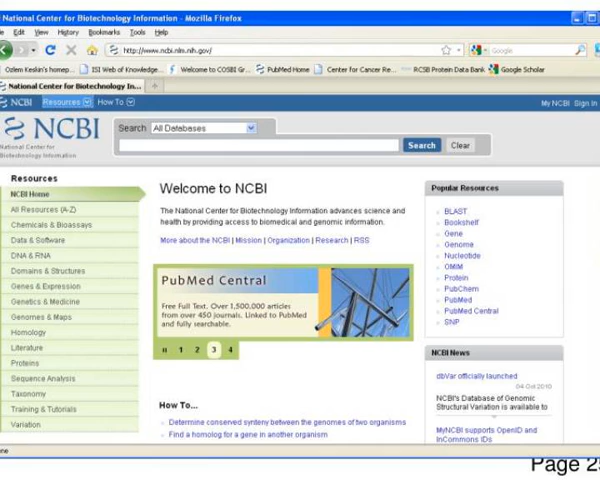 National Center for Biotechnology Information - Mozilla Firefox
Edit View History Bookmarks Tools Help
http://www.ncbi.nlm.nih.gov/
Google
Ozlem Keskin's homep... ISI Web of Knowledge... Welcome to COSBI Gr... PubMed Home Center for Cancer Re... RCSB Protein Data Bank Google Scholar
National Center for Biotechnology In...
NCBI Resources How To My NCBI Sign In
NCBI
National Center for
Biotechnology Information
Search All Databases
Search Clear
Resources
NCBI Home
All Resources (A-Z)
Chemicals & Bioassays
Data & Software
DNA & RNA
Domains & Structures
Genes & Expression
Genetics & Medicine
Genomes & Maps
Homology
Literature
Proteins
Sequence Analysis
Taxonomy
Training & Tutorials
Variation
Welcome to NCBI
The National Center for Biotechnology Information advances science and
health by providing access to biomedical and genomic information.
More about the NCBI | Mission | Organization | Research | RSS
PubMed Central
Free Full Text. Over 1,500,000 articles
from over 450 journals. Linked to PubMed
and fully searchable.
1 2 3 4
How To...
Determine conserved synteny between the genomes of two organisms
Find a homolog for a gene in another organism
Popular Resources
BLAST
Bookshelf
Gene
Genome
Nucleotide
OMIM
Protein
PubChem
PubMed
PubMed Central
SNP
NCBI News
dbVar officially launched
04 Oct 2010
NCBI's Database of Genomic
Structural Variation is available to
MyNCBI supports OpenID and
InCommons IDs
Page 25